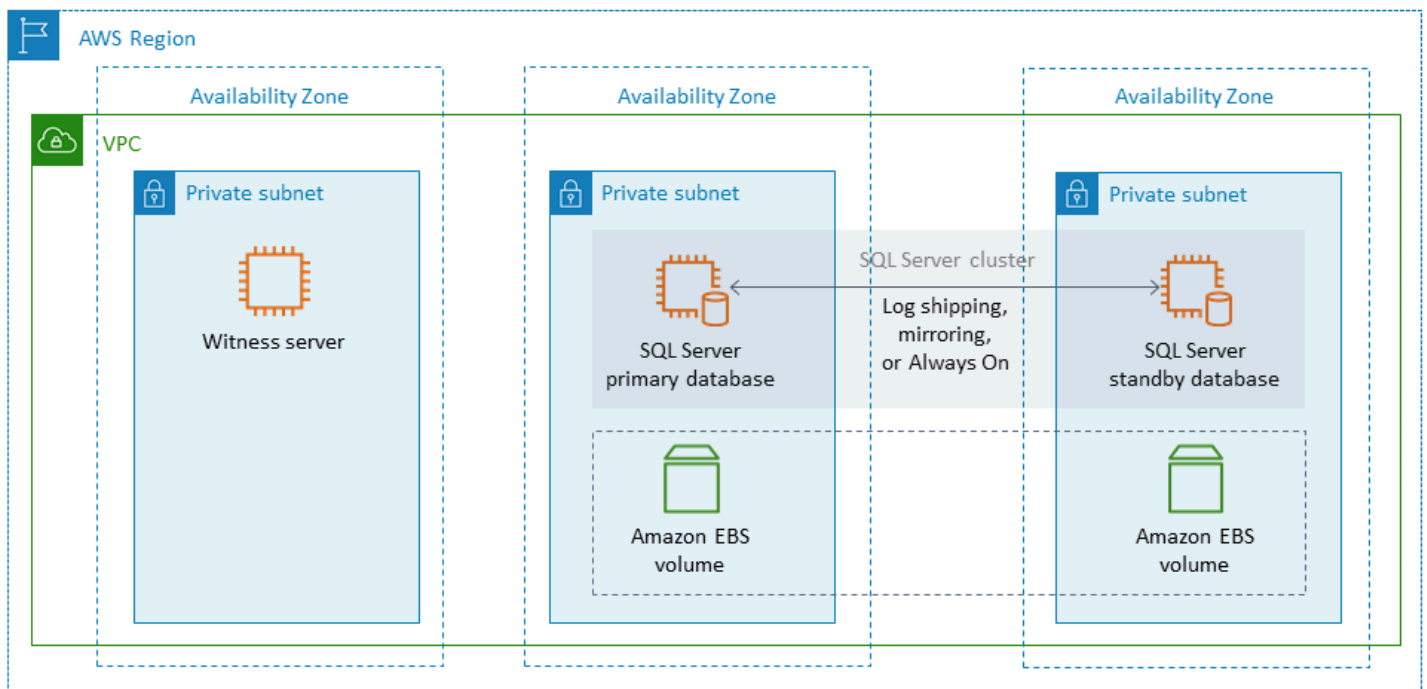 AWS Region
Availability Zone
Availability Zone
Availability Zone
VPC
Private subnet
Private subnet
Private subnet
Witness server
SQL Server cluster
Log shipping,
mirroring,
or Always On
SQL Server
primary database
SQL Server
standby database
Amazon EBS
volume
Amazon EBS
volume